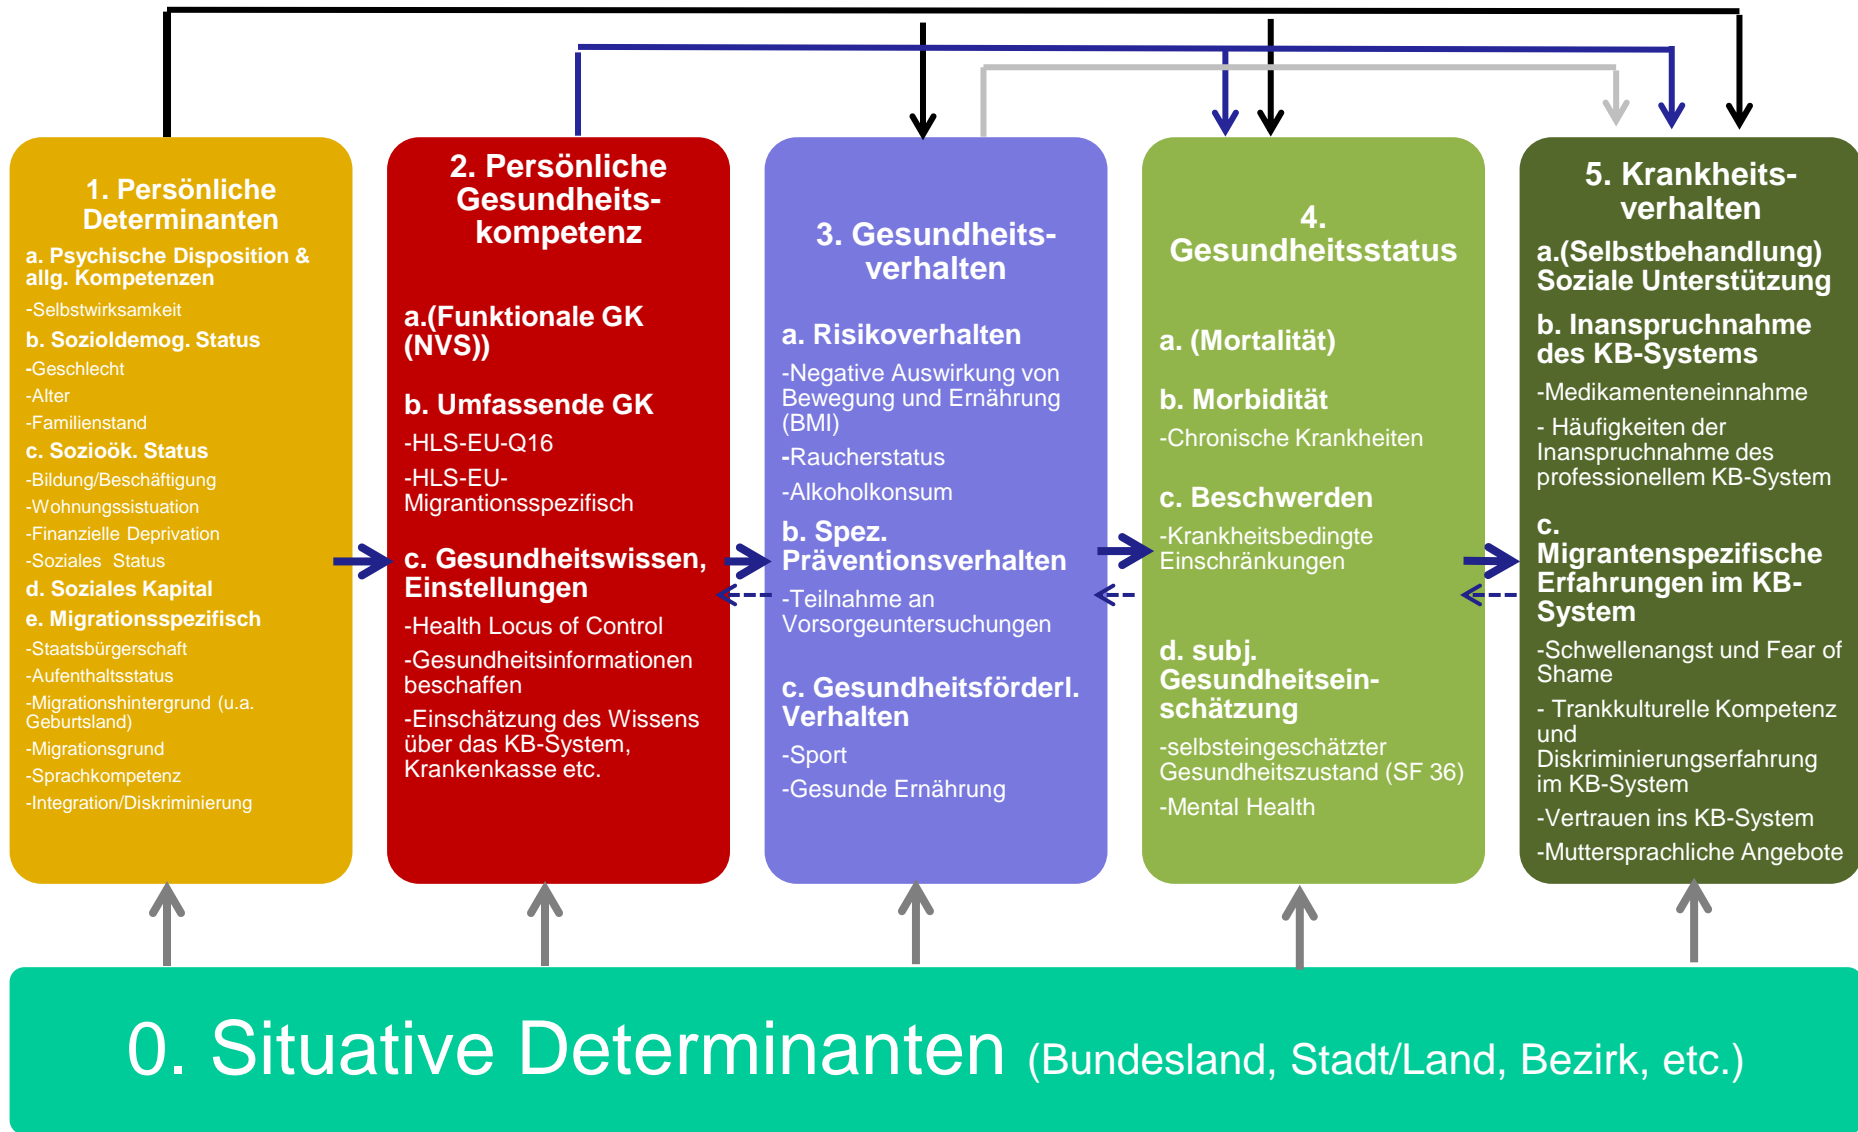 1. Persönliche
Determinanten
a. Psychische Disposition &
allg. Kompetenzen
-Selbstwirksamkeit
b. Sozioldemog. Status
-Geschlecht
-Alter
-Familienstand
c. Sozioök. Status
-Bildung/Beschäftigung
-Wohnungssistuation
-Finanzielle Deprivation
-Soziales Status
d. Soziales Kapital
e. Migrationsspezifisch
-Staatsbürgerschaft
-Aufenthaltsstatus
-Migrationshintergrund (u.a.
Geburtsland)
-Migrationsgrund
-Sprachkompetenz
-Integration/Diskriminierung
2. Persönliche
Gesundheits-
kompetenz
a.(Funktionale GK
(NVS))
b. Umfassende GK
-HLS-EU-Q16
-HLS-EU-
Migrantionsspezifisch
c. Gesundheitswissen,
Einstellungen
-Health Locus of Control
-Gesundheitsinformationen
beschaffen
-Einschätzung des Wissens
über das KB-System,
Krankenkasse etc.
3. Gesundheits-
verhalten
a. Risikoverhalten
-Negative Auswirkung von
Bewegung und Ernährung
(BMI)
-Raucherstatus
-Alkoholkonsum
b. Spez.
Präventionsverhalten
-Teilnahme an
Vorsorgeuntersuchungen
c. Gesundheitsförderl.
Verhalten
-Sport
-Gesunde Ernährung
4.
Gesundheitsstatus
a. (Mortalität)
b. Morbidität
-Chronische Krankheiten
c. Beschwerden
-Krankheitsbedingte
Einschränkungen
d. subj.
Gesundheitsein-
schätzung
-selbsteingeschätzter
Gesundheitszustand (SF 36)
-Mental Health
5. Krankheits-
verhalten
a.(Selbstbehandlung)
Soziale Unterstützung
b. Inanspruchnahme
des KB-Systems
-Medikamenteneinnahme
- Häufigkeiten der
Inanspruchnahme des
professionellem KB-System
c.
Migrantenspezifische
Erfahrungen im KB-
System
-Schwellenangst und Fear of
Shame
- Trankkulturelle Kompetenz
und
Diskriminierungserfahrung
im KB-System
-Vertrauen ins KB-System
-Muttersprachliche Angebote
0. Situative Determinanten (Bundesland, Stadt/Land, Bezirk, etc.)